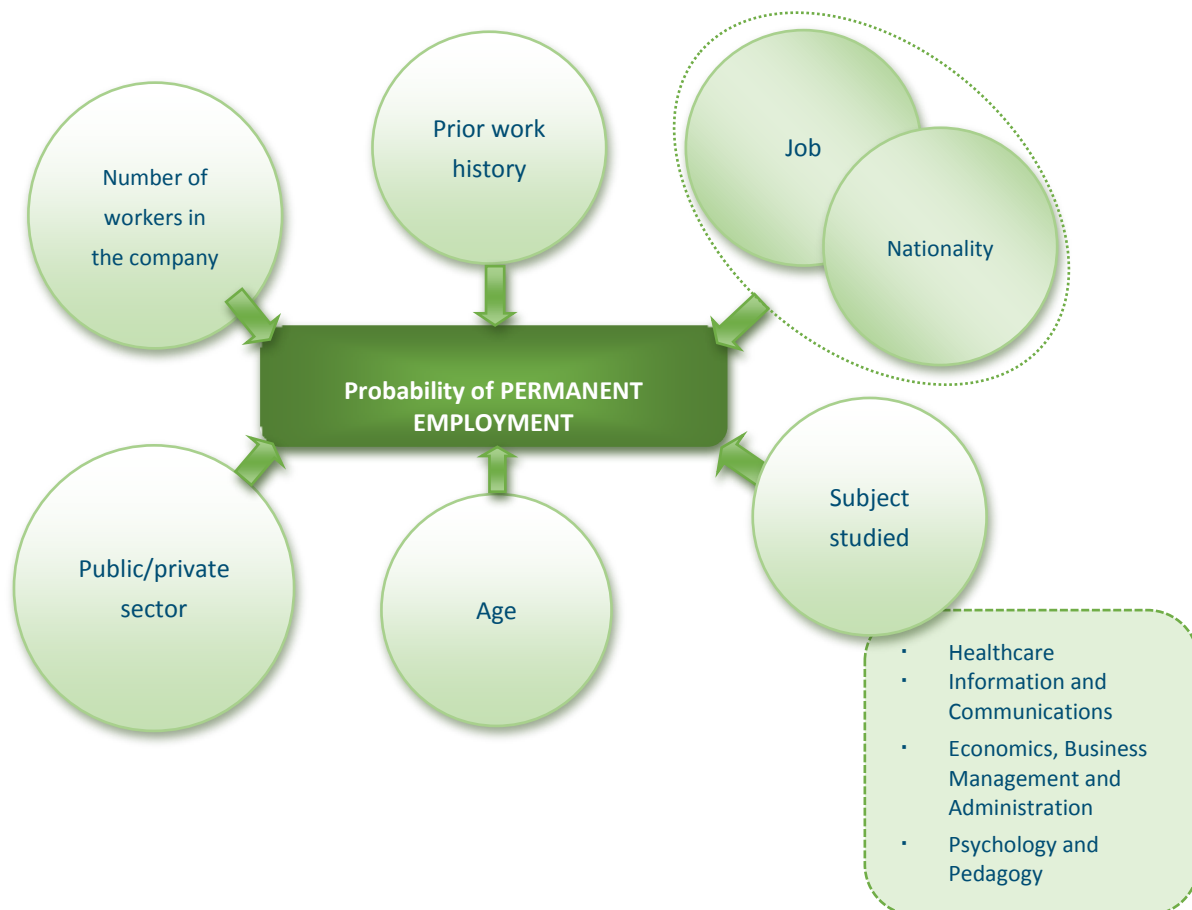 Number of
workers in
the company
Prior work
history
Job
Nationality
Probability of PERMANENT
EMPLOYMENT
Public/private
sector
Age
Subject
studied
· Healthcare
· Information and
Communications
· Economics, Business
Management and
Administration
· Psychology and
Pedagogy